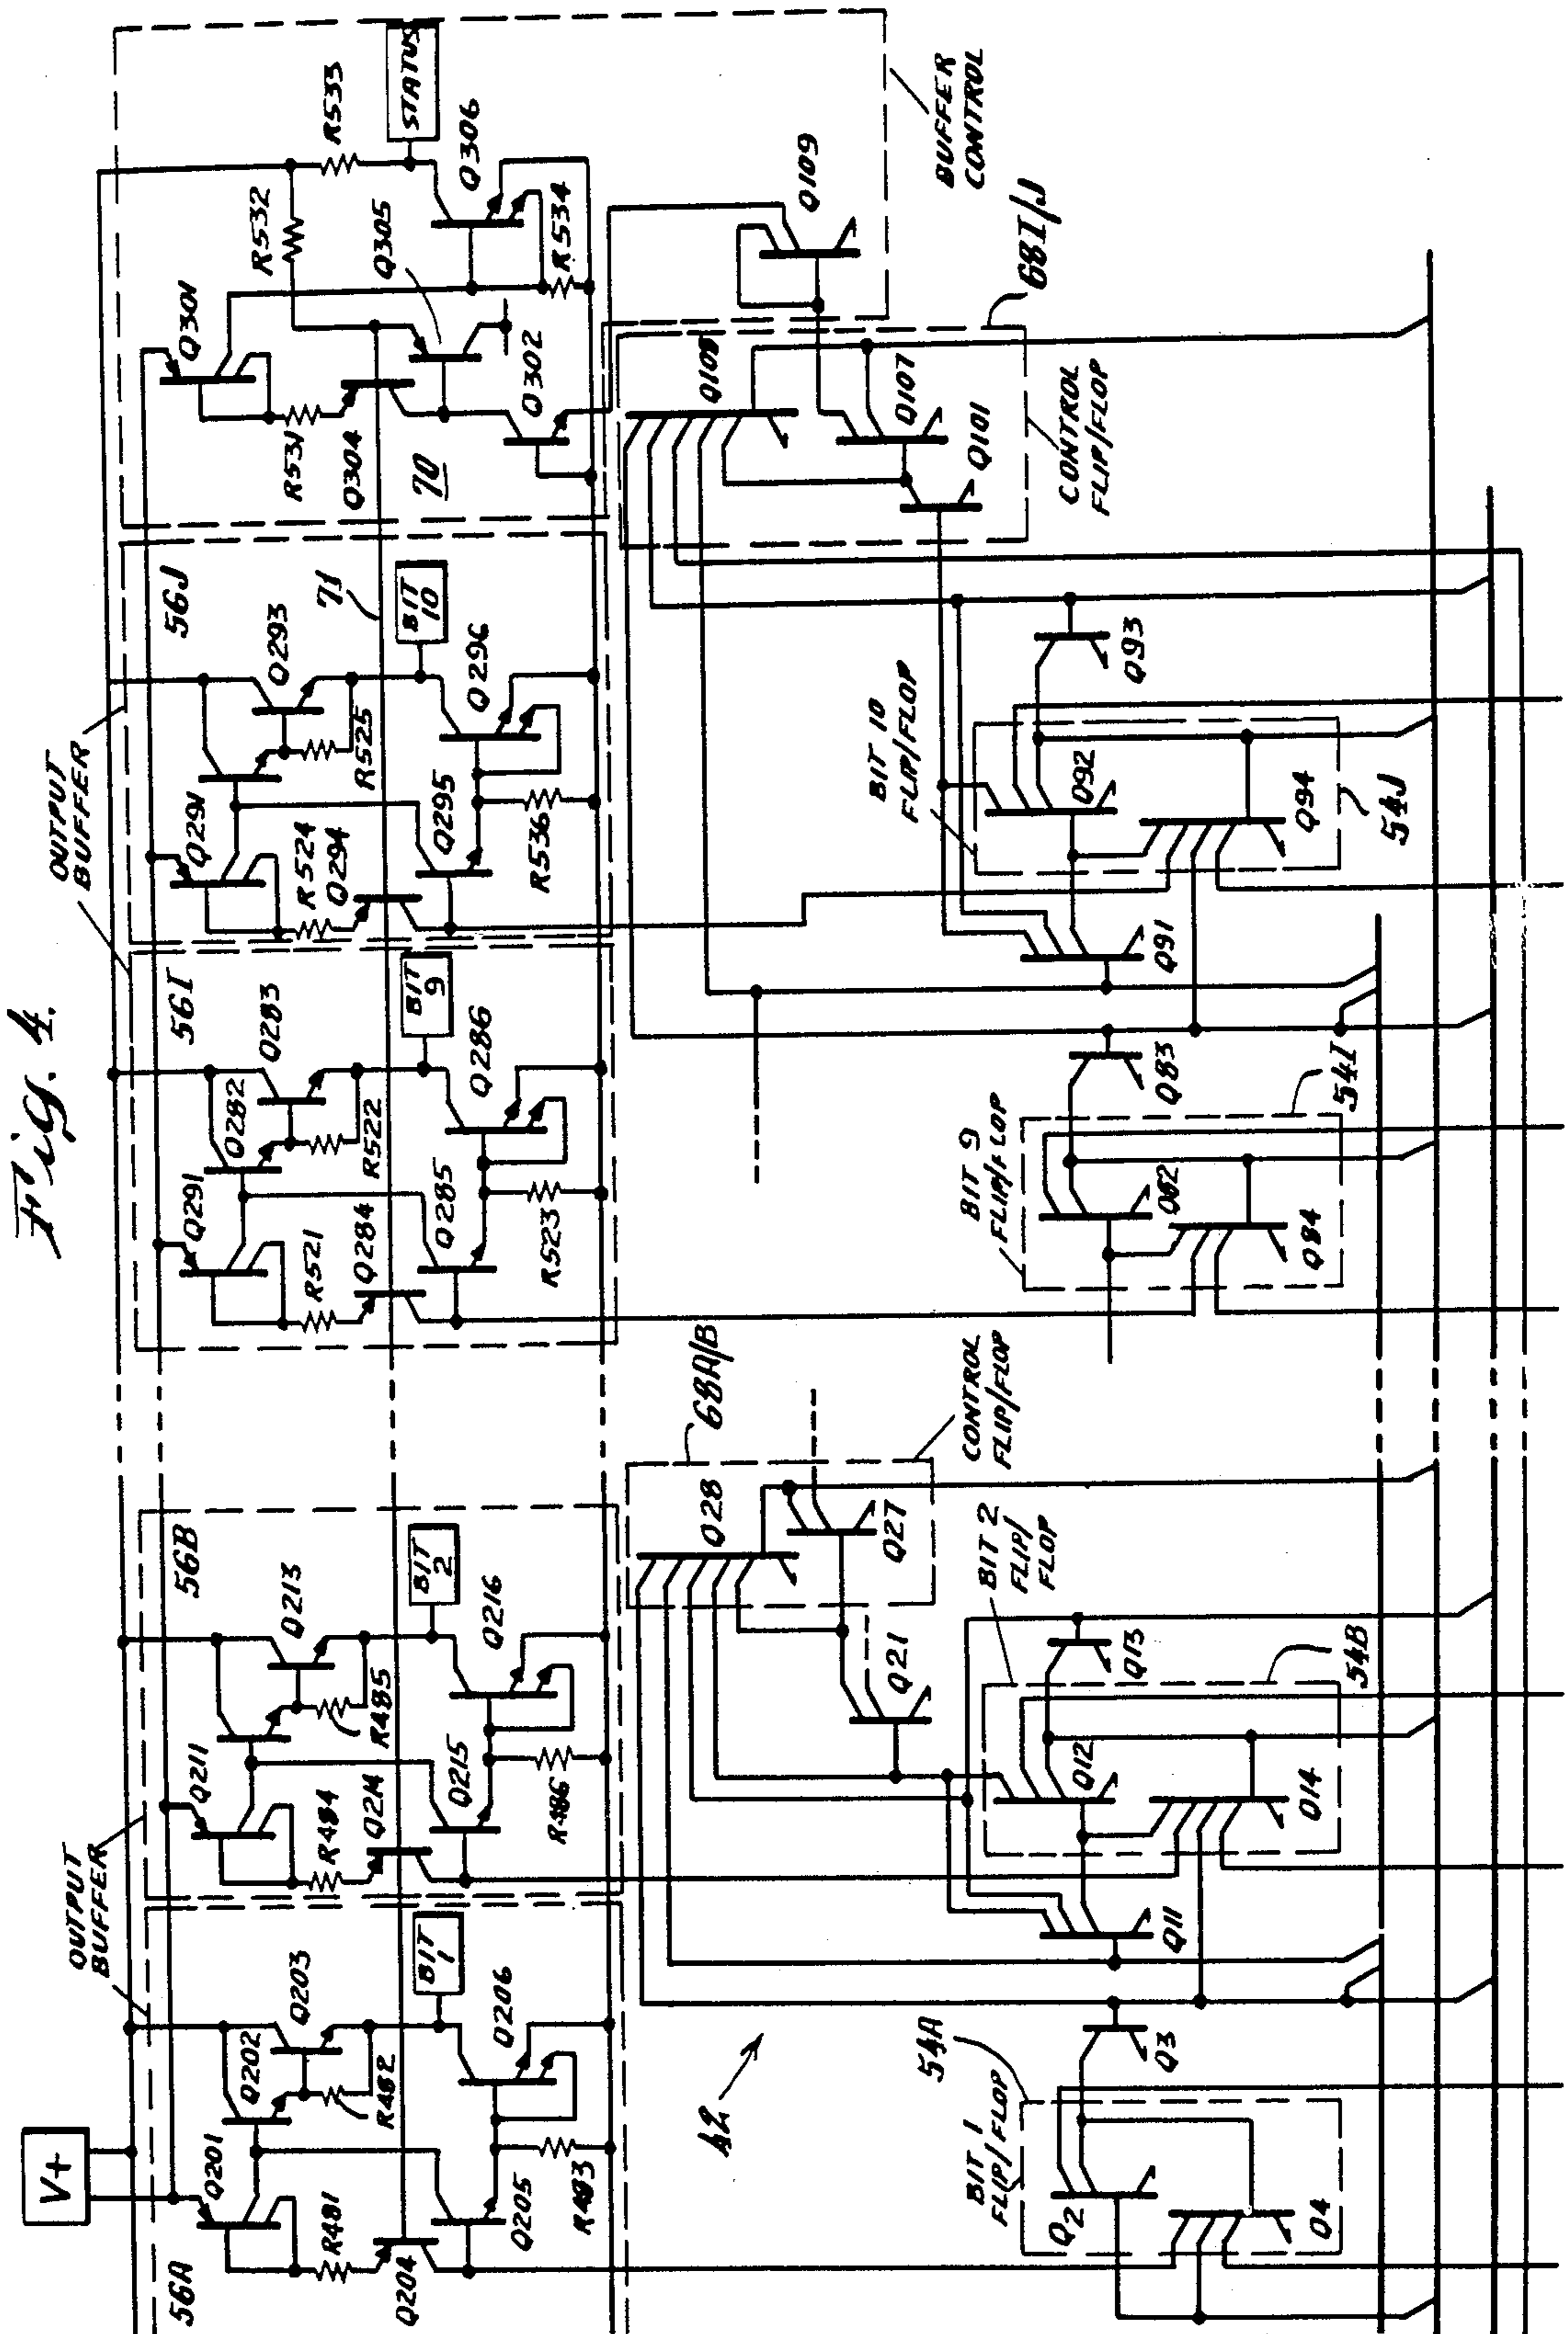 Fig. 4.
V+
OUTPUT
BUFFER
OUTPUT
BUFFER
56A
Q201
Q202
Q203
R481
R482
Q204
Q205
Q206
R483
BIT
1
56B
Q211
Q213
R484
R485
Q214
Q215
Q216
R486
BIT
2
56I
Q291
Q282
Q283
R521
R522
Q284
Q285
Q286
R523
BIT
9
56J
Q291
Q293
R524
R525
Q294
Q295
Q296
R536
BIT
10
71
70
Q301
R531
R532
R533
Q304
Q305
Q302
Q306
R534
STATUS
BUFFER
CONTROL
Q109
68I/J
Q108
Q107
Q101
CONTROL
FLIP/FLOP
42
BIT 1
FLIP/FLOP
54A
Q2
Q3
Q4
Q11
BIT 2
FLIP/
FLOP
54B
Q12
Q13
Q14
Q21
Q27
Q28
68A/B
CONTROL
FLIP/FLOP
BIT 9
FLIP/FLOP
54I
Q82
Q83
Q84
BIT 10
FLIP/FLOP
54J
Q91
Q92
Q93
Q94